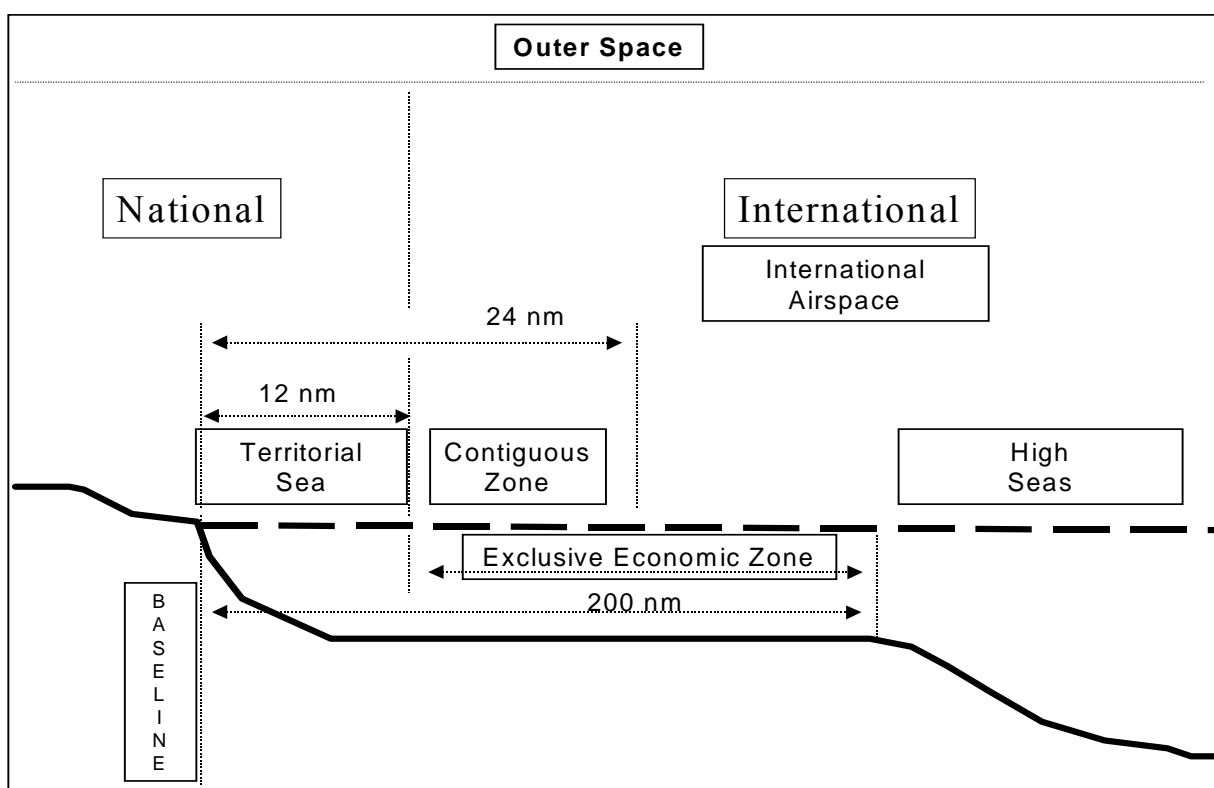 Outer Space
National
International
International
Airspace
24 nm
12 nm
Territorial
Sea
Contiguous
Zone
High
Seas
Exclusive Economic Zone
200 nm
B
A
S
E
L
I
N
E